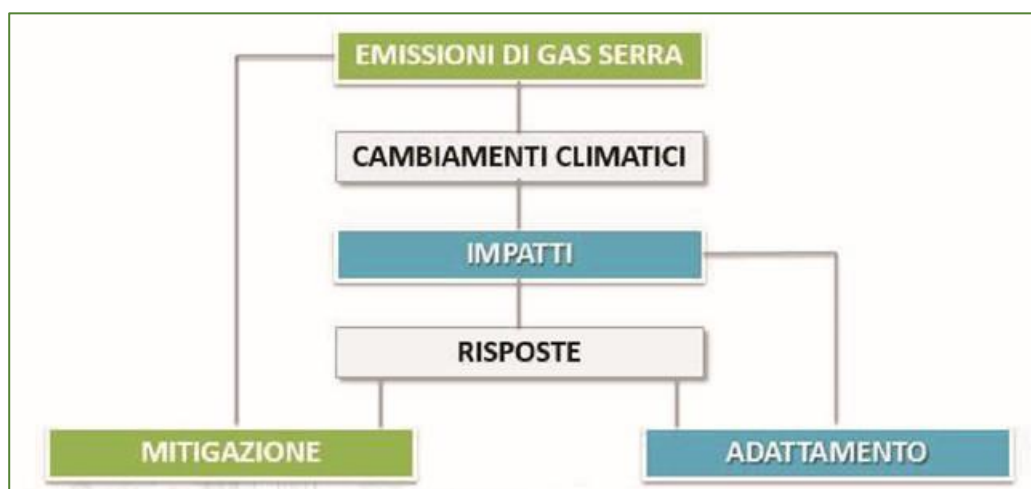 EMISSIONI DI GAS SERRA
CAMBIAMENTI CLIMATICI
IMPATTI
RISPOSTE
MITIGAZIONE
ADATTAMENTO